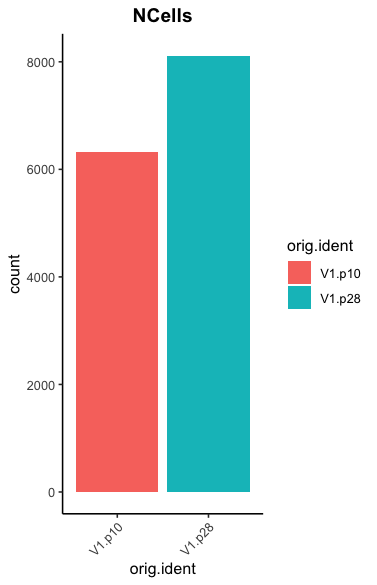 NCells
8000
6000
4000
2000
0
count
V1.p10
V1.p28
orig.ident
orig.ident
V1.p10
V1.p28